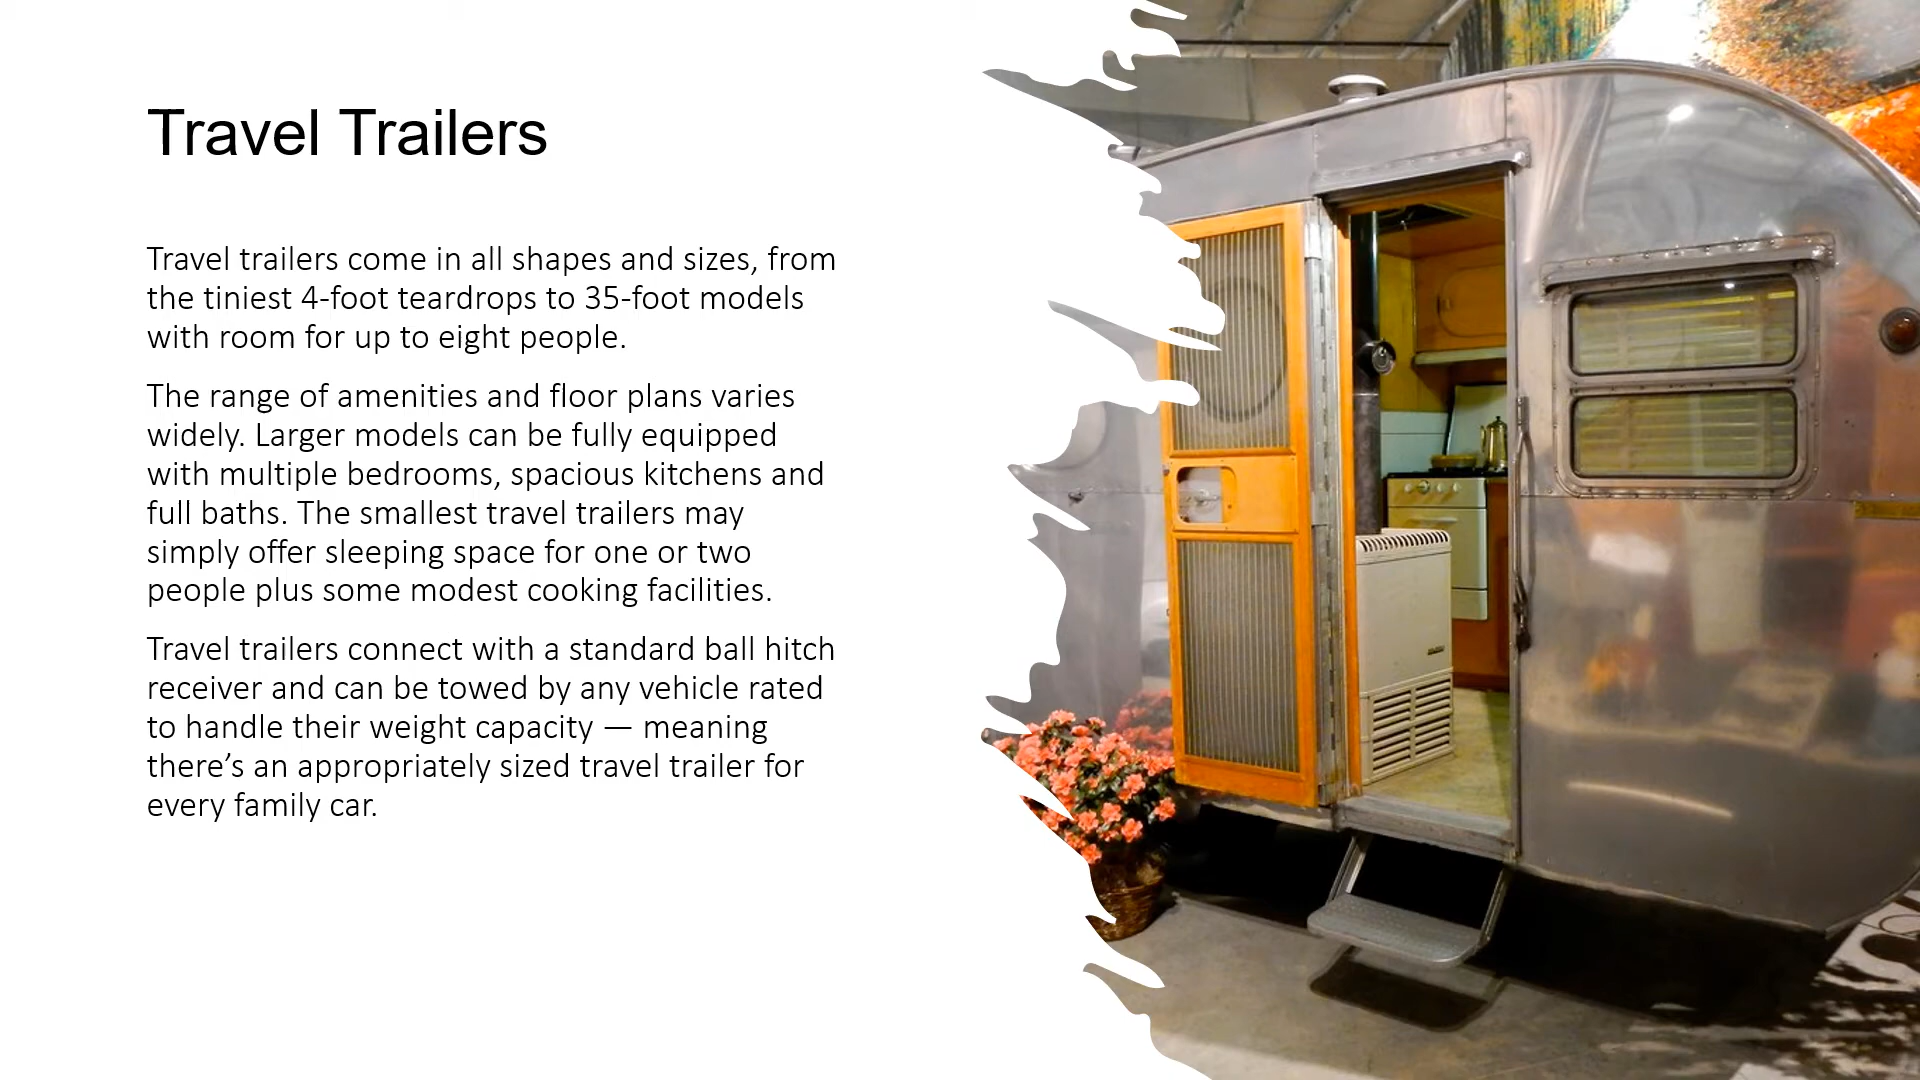 Travel Trailers
Travel trailers come in all shapes and sizes, from
the tiniest 4-foot teardrops to 35-foot models
with room for up to eight people.
The range of amenities and floor plans varies
widely. Larger models can be fully equipped
with multiple bedrooms, spacious kitchens and
full baths. The smallest travel trailers may
simply offer sleeping space for one or two
people plus some modest cooking facilities.
Travel trailers connect with a standard ball hitch
receiver and can be towed by any vehicle rated
to handle their weight capacity — meaning
there’s an appropriately sized travel trailer for
every family car.